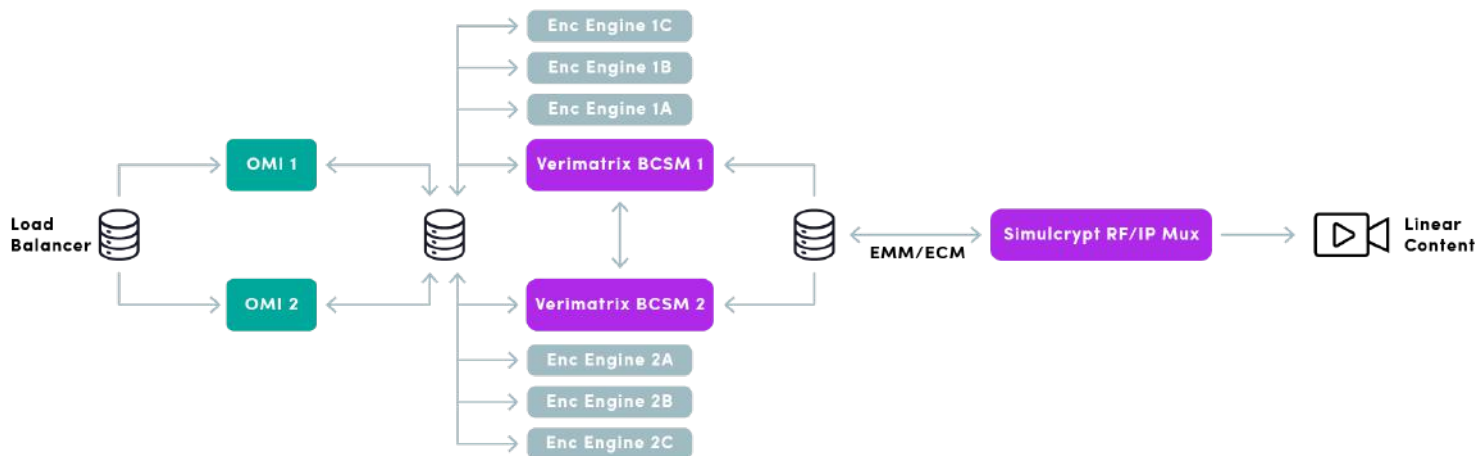 Enc Engine 1C
Enc Engine 1B
Enc Engine 1A
OMI 1
Verimatrix BCSM 1
Load
Balancer
EMM/ECM
Simulcrypt RF/IP Mux
Linear
Content
OMI 2
Verimatrix BCSM 2
Enc Engine 2A
Enc Engine 2B
Enc Engine 2C